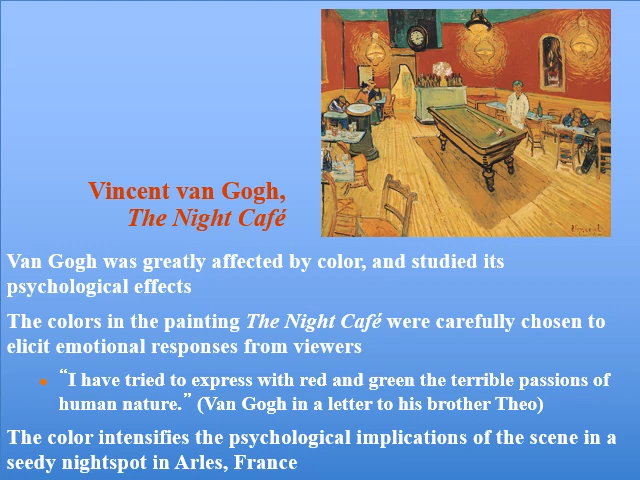 Vincent van Gogh,
The Night Café
Van Gogh was greatly affected by color, and studied its
psychological effects
The colors in the painting The Night Café were carefully chosen to
elicit emotional responses from viewers
“I have tried to express with red and green the terrible passions of
human nature.” (Van Gogh in a letter to his brother Theo)
The color intensifies the psychological implications of the scene in a
seedy nightspot in Arles, France